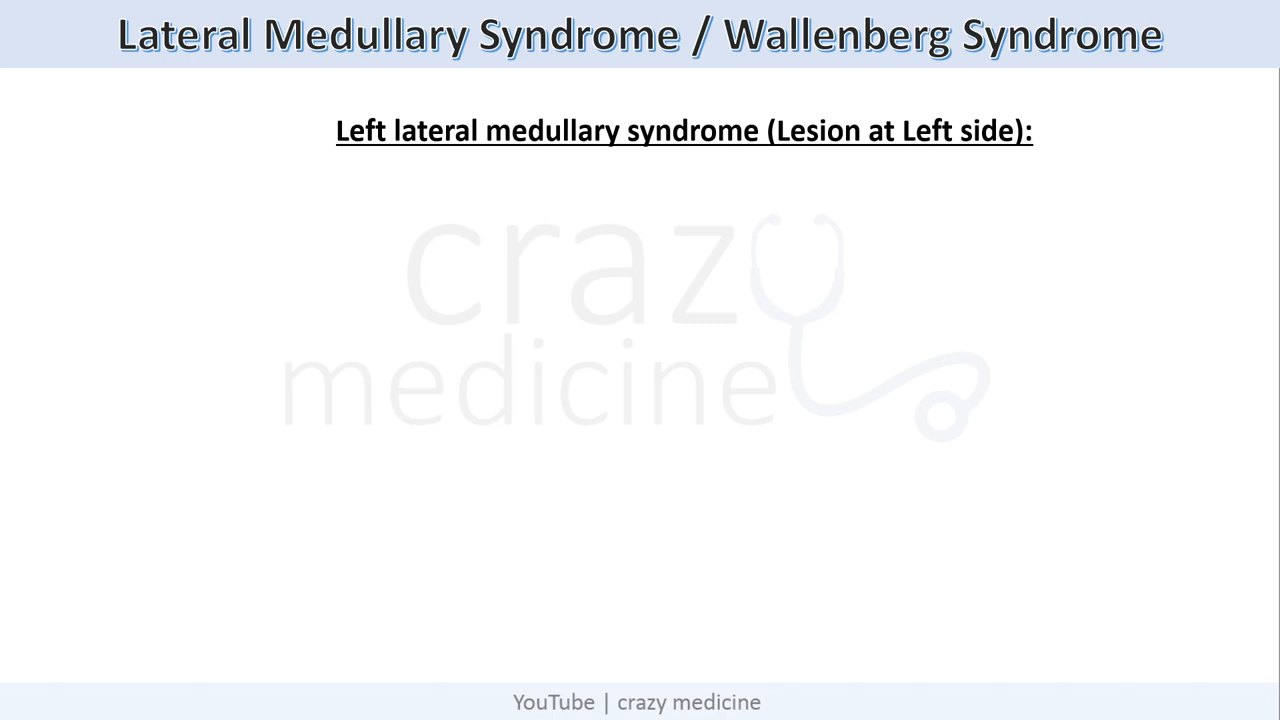 Lateral Medullary Syndrome / Wallenberg Syndrome
Left lateral medullary syndrome (Lesion at Left side):
crazy
medicine
YouTube | crazy medicine